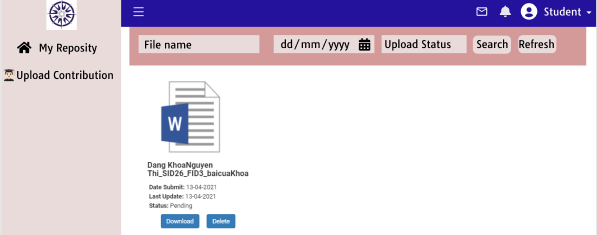 Student
My Reposity
Upload Contribution
File name
dd/mm/yyyy
Upload Status
Search
Refresh
W
Dang KhoaNguyen
Thi_SID26_FID3_baicuaKhoa
Date Submit: 13-04-2021
Last Update: 13-04-2021
Status: Pending
Download
Delete